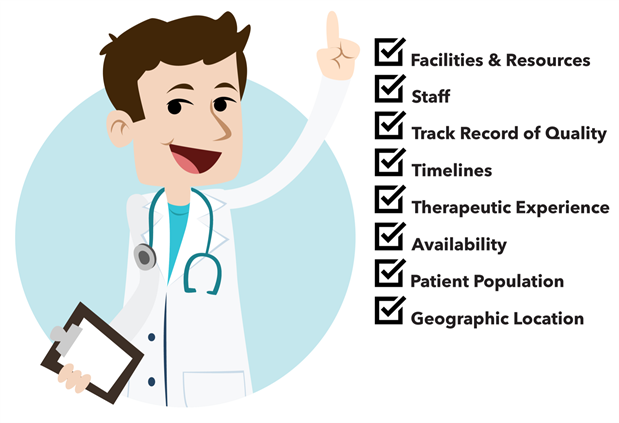 Facilities & Resources
Staff
Track Record of Quality
Timelines
Therapeutic Experience
Availability
Patient Population
Geographic Location